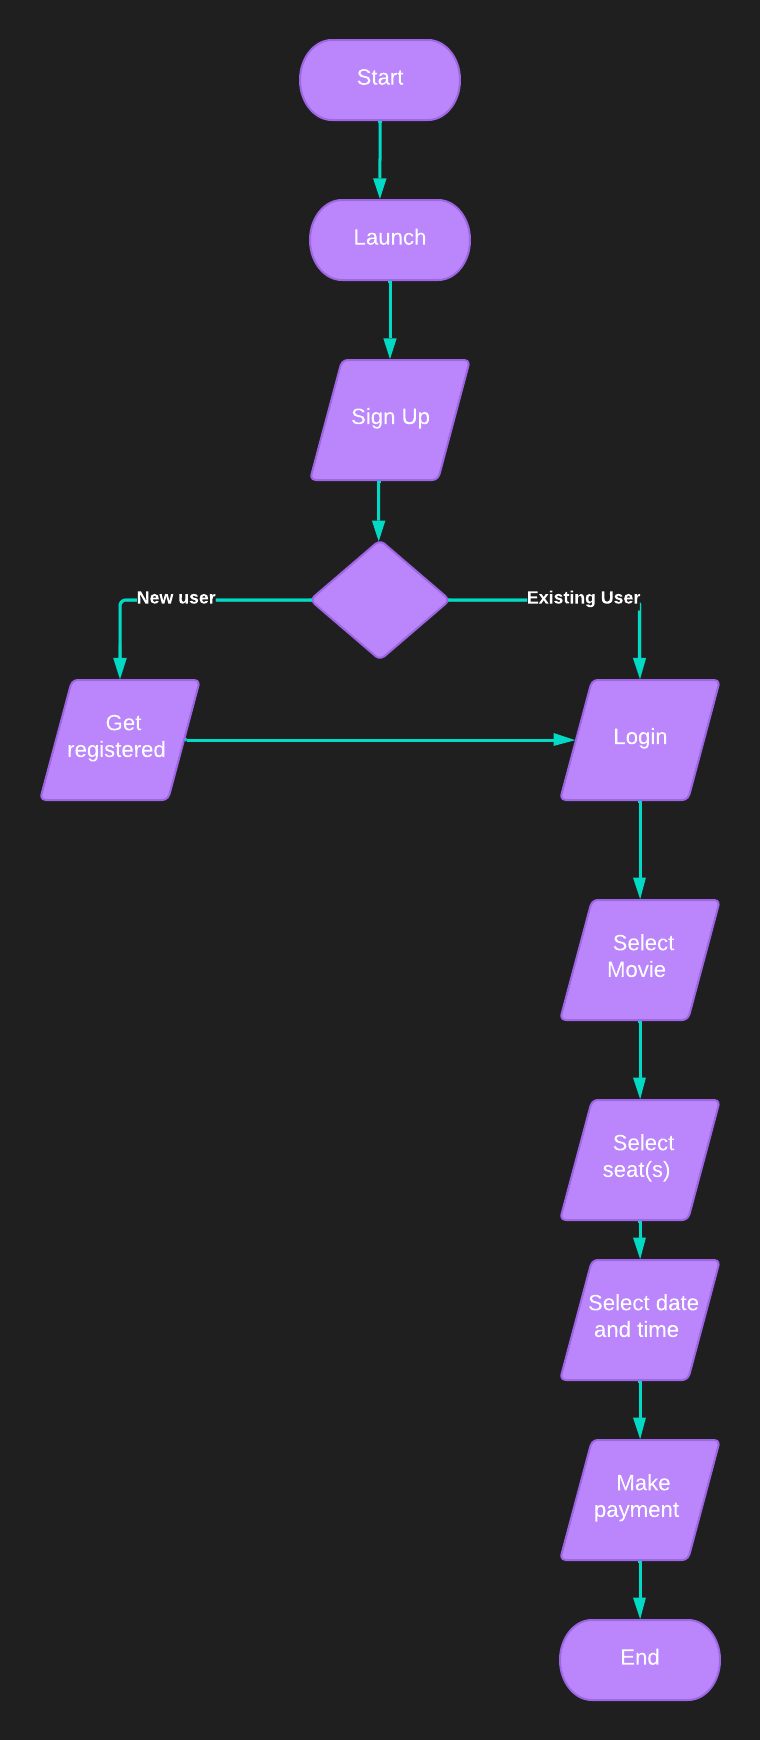 Start
Launch
Sign Up
New user
Existing User
Get
registered
Login
Select
Movie
Select
seat(s)
Select date
and time
Make
payment
End